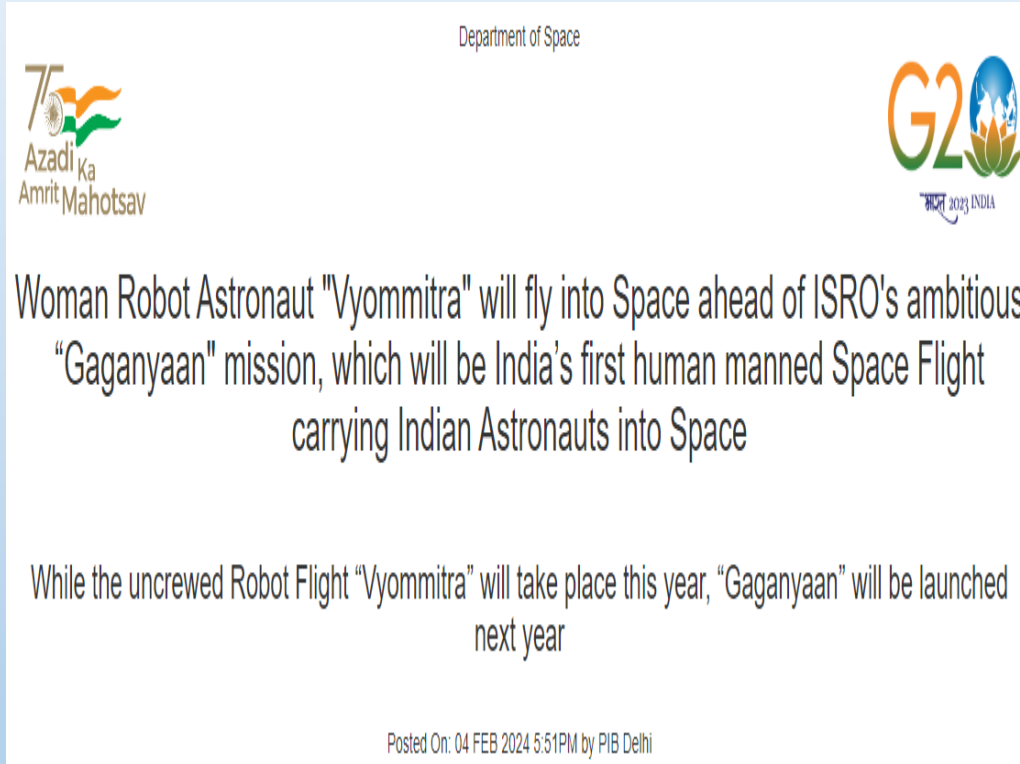 Department of Space
75
Azadi Ka
Amrit Mahotsav
G20
भारत 2023 INDIA
Woman Robot Astronaut "Vyommitra" will fly into Space ahead of ISRO's ambitious
“Gaganyaan" mission, which will be India’s first human manned Space Flight
carrying Indian Astronauts into Space
While the uncrewed Robot Flight “Vyommitra” will take place this year, “Gaganyaan” will be launched
next year
Posted On: 04 FEB 2024 5:51PM by PIB Delhi